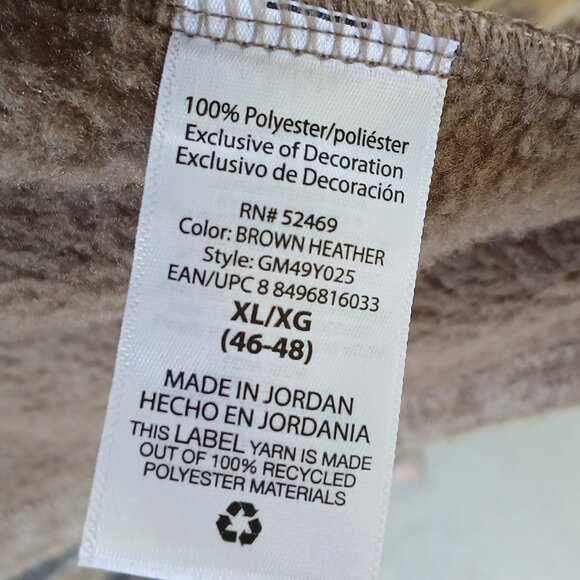 100% Polyester/poliéster
Exclusive of Decoration
Exclusivo de Decoración
RN# 52469
Color: BROWN HEATHER
Style: GM49Y025
EAN/UPC 8 8496816033
XL/XG
(46-48)
MADE IN JORDAN
HECHO EN JORDANIA
THIS LABEL YARN IS MADE
OUT OF 100% RECYCLED
POLYESTER MATERIALS